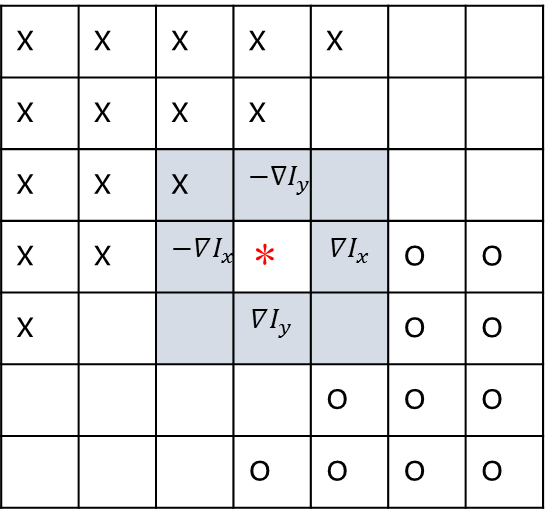 X X X X X
X X X X
X X X −∇I_y
X X −∇I_x * ∇I_x O O
X ∇I_y O O
O O O
O O O O